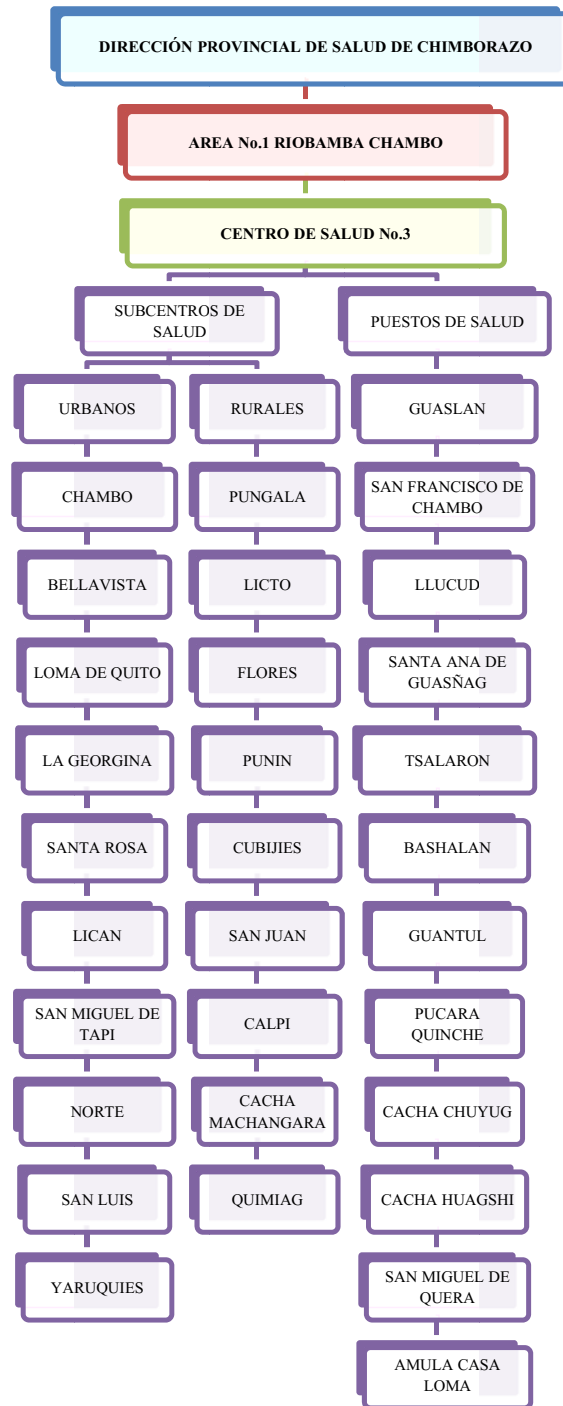 DIRECCIÓN PROVINCIAL DE SALUD DE CHIMBORAZO
AREA No.1 RIOBAMBA CHAMBO
CENTRO DE SALUD No.3
SUBCENTROS DE
SALUD
URBANOS
CHAMBO
BELLAVISTA
LOMA DE QUITO
LA GEORGINA
SANTA ROSA
LICAN
SAN MIGUEL DE
TAPI
NORTE
SAN LUIS
YARUQUIES
RURALES
PUNGALA
LICTO
FLORES
PUNIN
CUBIJIES
SAN JUAN
CALPI
CACHA
MACHANGARA
QUIMIAG
PUESTOS DE SALUD
GUASLAN
SAN FRANCISCO DE
CHAMBO
LLUCUD
SANTA ANA DE
GUASÑAG
TSALARON
BASHALAN
GUANTUL
PUCARA
QUINCHE
CACHA CHUYUG
CACHA HUAGSHI
SAN MIGUEL DE
QUERA
AMULA CASA
LOMA